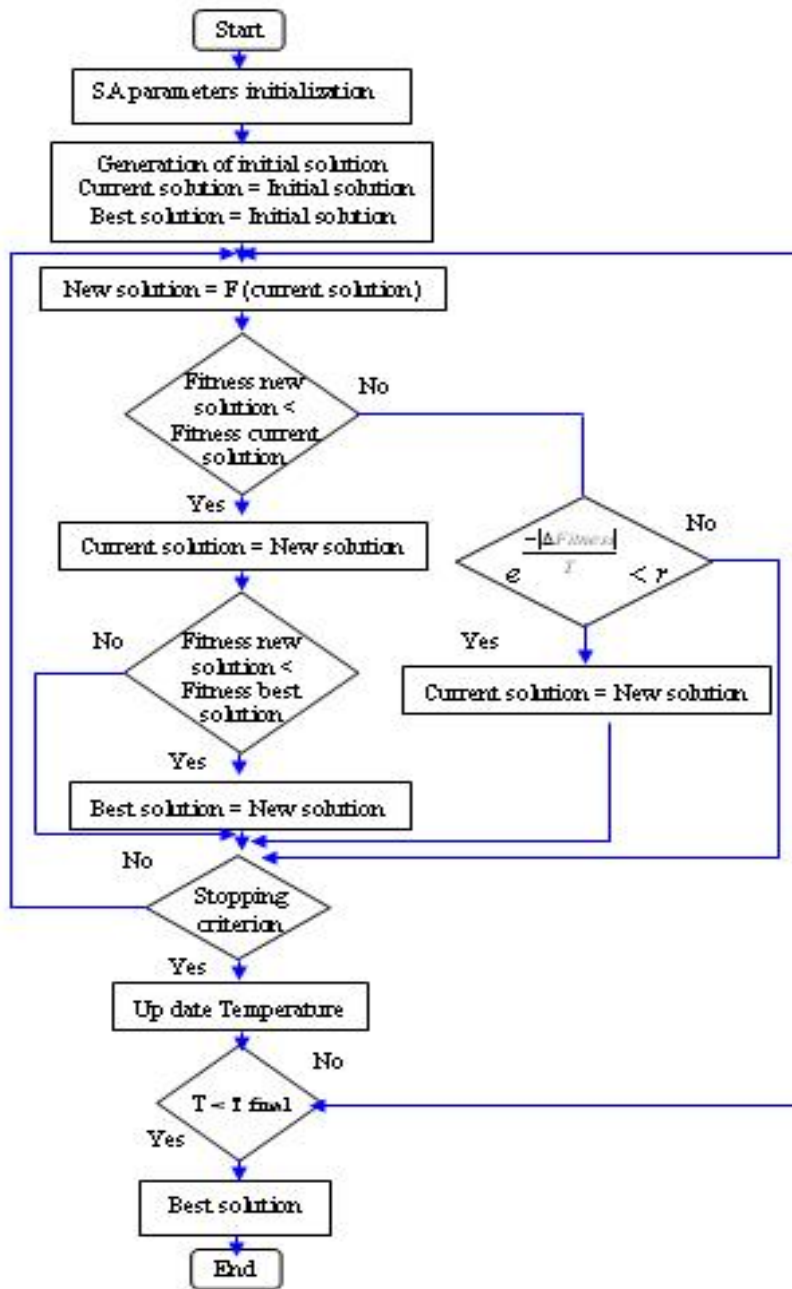 Start
SA parameters initialization
Generation of initial solution
Current solution = Initial solution
Best solution = Initial solution
New solution = F (current solution)
Fitness new
solution <
Fitness current
solution
No
Yes
Current solution = New solution
e
-|ΔFitness|
T
< r
No
Yes
Current solution = New solution
Fitness new
solution <
Fitness best
solution
No
Yes
Best solution = New solution
No
Stopping
criterion
Yes
Up date Temperature
T < T final
No
Yes
Best solution
End